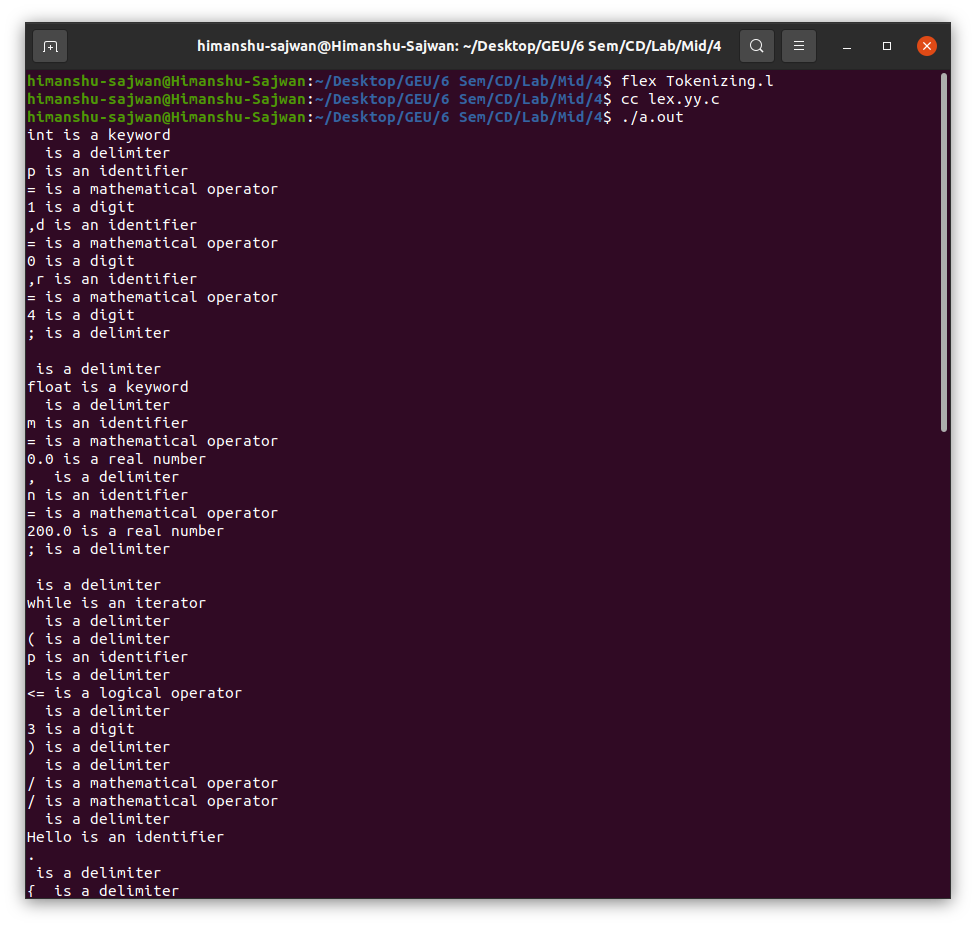 himanshu-sajwan@Himanshu-Sajwan: ~/Desktop/GEU/6 Sem/CD/Lab/Mid/4
himanshu-sajwan@Himanshu-Sajwan:~/Desktop/GEU/6 Sem/CD/Lab/Mid/4$ flex Tokenizing.l
himanshu-sajwan@Himanshu-Sajwan:~/Desktop/GEU/6 Sem/CD/Lab/Mid/4$ cc lex.yy.c
himanshu-sajwan@Himanshu-Sajwan:~/Desktop/GEU/6 Sem/CD/Lab/Mid/4$ ./a.out
int is a keyword
  is a delimiter
p is an identifier
= is a mathematical operator
1 is a digit
,d is an identifier
= is a mathematical operator
0 is a digit
,r is an identifier
= is a mathematical operator
4 is a digit
; is a delimiter

 is a delimiter
float is a keyword
  is a delimiter
m is an identifier
= is a mathematical operator
0.0 is a real number
,  is a delimiter
n is an identifier
= is a mathematical operator
200.0 is a real number
; is a delimiter

 is a delimiter
while is an iterator
  is a delimiter
( is a delimiter
p is an identifier
  is a delimiter
<= is a logical operator
  is a delimiter
3 is a digit
) is a delimiter
  is a delimiter
/ is a mathematical operator
/ is a mathematical operator
  is a delimiter
Hello is an identifier
.
 is a delimiter
{  is a delimiter